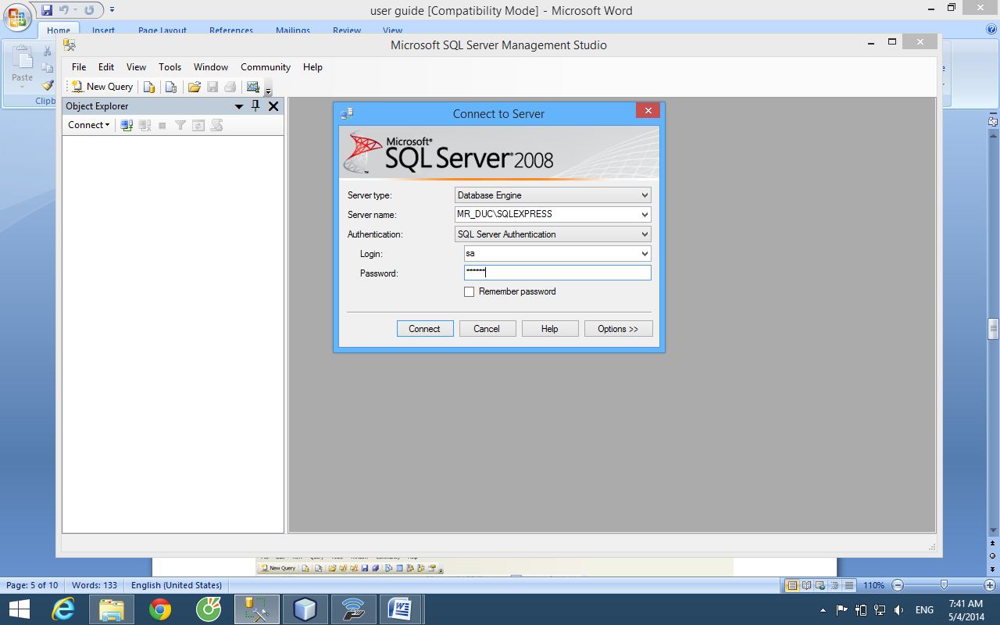 user guide [Compatibility Mode] - Microsoft Word
Home Insert Page Layout References Mailings Review View
Paste
Clipb
Microsoft SQL Server Management Studio
File Edit View Tools Window Community Help
New Query
Object Explorer
Connect
Connect to Server
Microsoft®
SQL Server® 2008
Server type: Database Engine
Server name: MR_DUC\SQLEXPRESS
Authentication: SQL Server Authentication
Login: sa
Password: ******
Remember password
Connect Cancel Help Options >>
New Query
Page: 5 of 10 Words: 133 English (United States) 110%
ENG 7:41 AM
5/4/2014